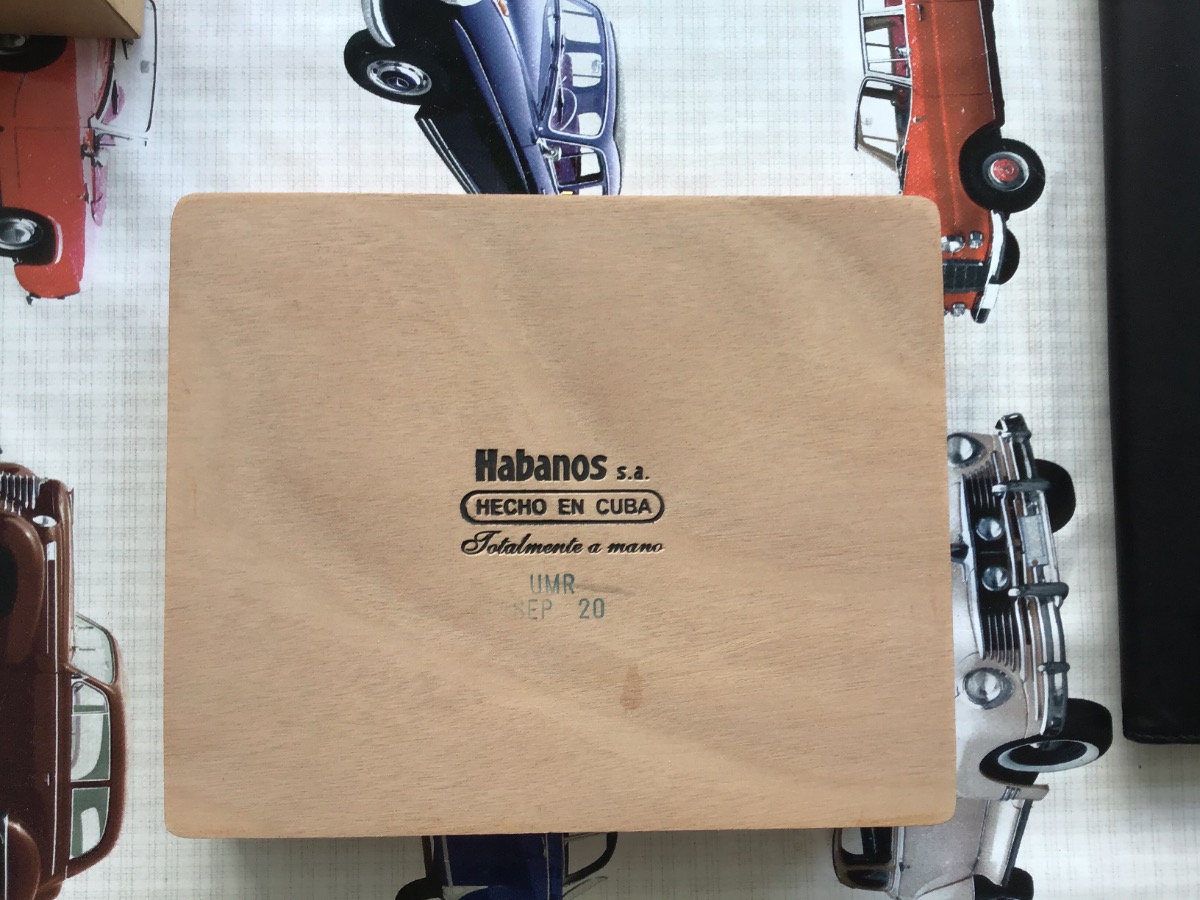 Habanos s.a.
HECHO EN CUBA
Totalmente a mano
UMR
SEP 20